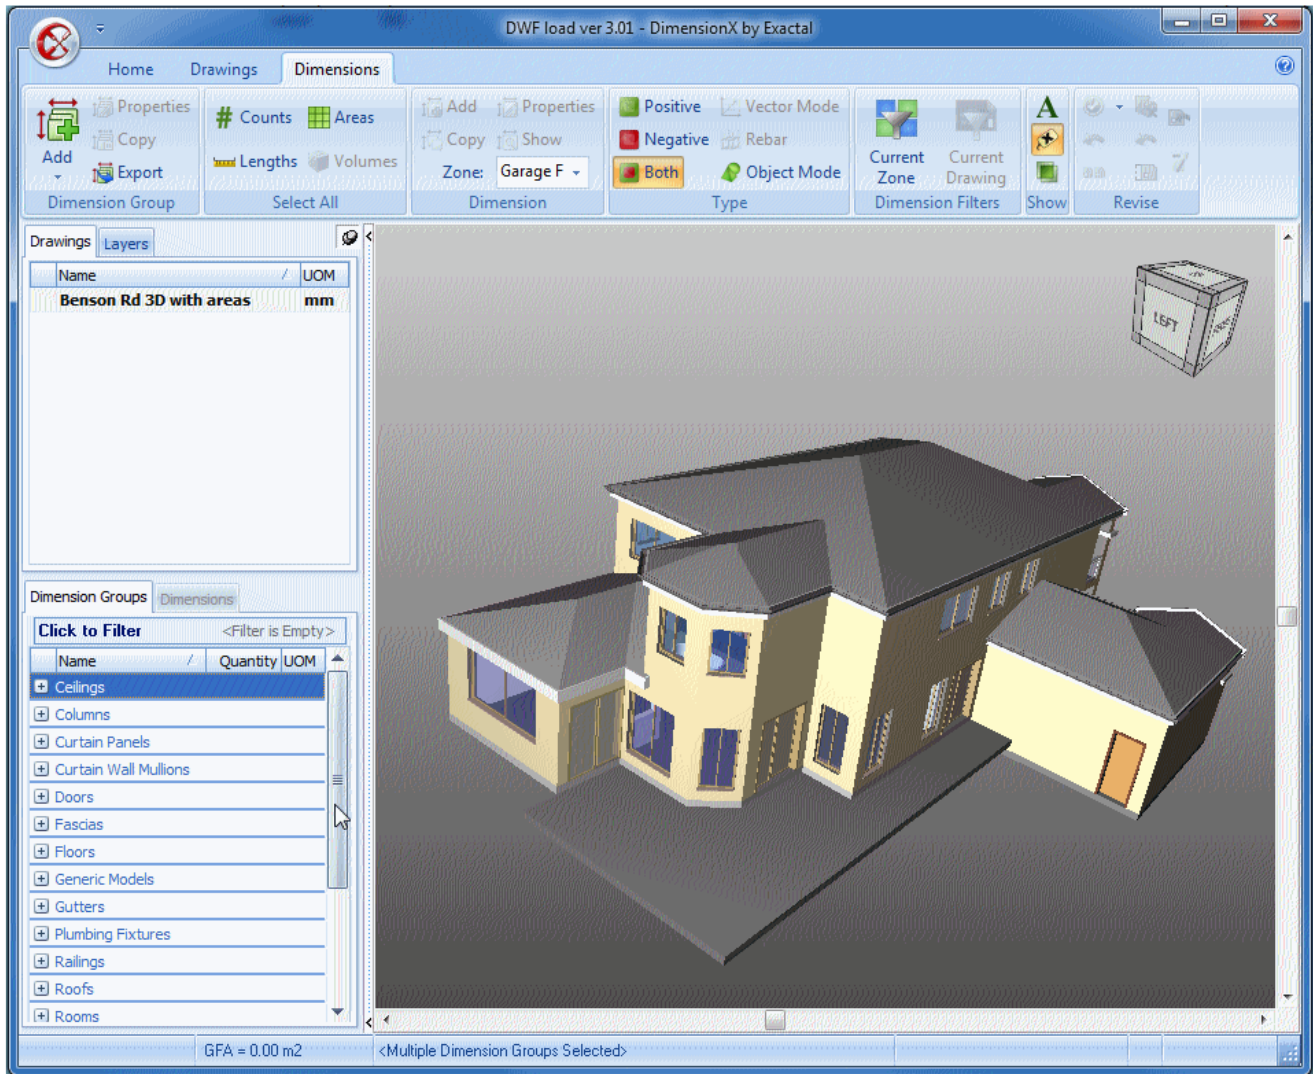 DWF load ver 3.01 - DimensionX by Exactal
Home Drawings Dimensions
Add
Properties
Copy
Export
Dimension Group
# Counts Areas
Lengths Volumes
Select All
Add Properties
Copy Show
Zone: Garage F
Dimension
Positive Vector Mode
Negative Rebar
Both Object Mode
Type
Current Zone
Current Drawing
Dimension Filters
A
Show
Revise
Drawings Layers
Name UOM
Benson Rd 3D with areas mm
LEFT
Dimension Groups Dimensions
Click to Filter <Filter is Empty>
Name Quantity UOM
Ceilings
Columns
Curtain Panels
Curtain Wall Mullions
Doors
Fascias
Floors
Generic Models
Gutters
Plumbing Fixtures
Railings
Roofs
Rooms
GFA = 0.00 m2 <Multiple Dimension Groups Selected>